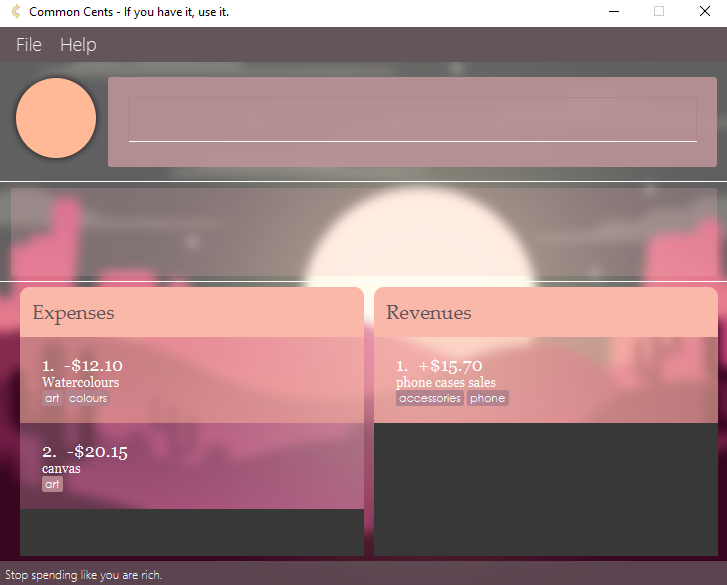 Common Cents - If you have it, use it.
File Help
Expenses
1. -$12.10
Watercolours
art colours
2. -$20.15
canvas
art
Revenues
1. +$15.70
phone cases sales
accessories phone
Stop spending like you are rich.